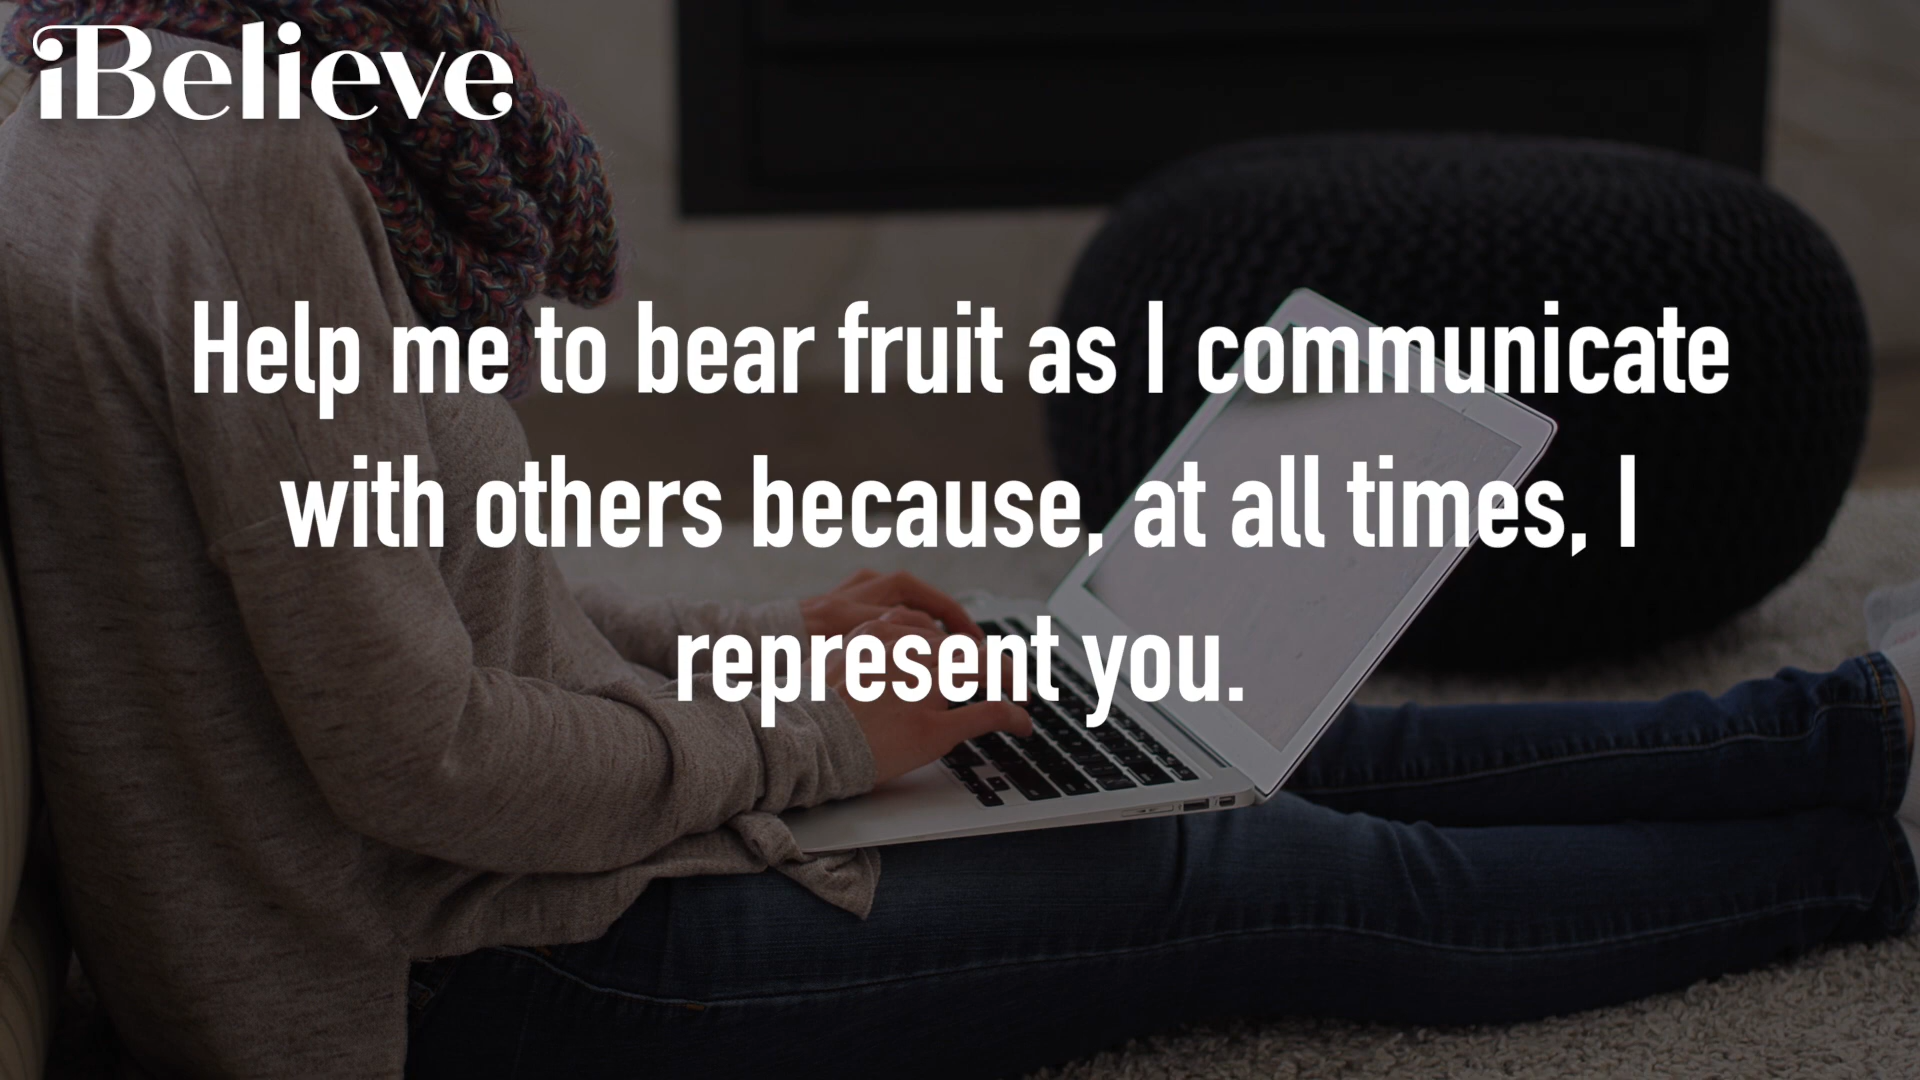 iBelieve
Help me to bear fruit as I communicate
with others because, at all times, I
represent you.